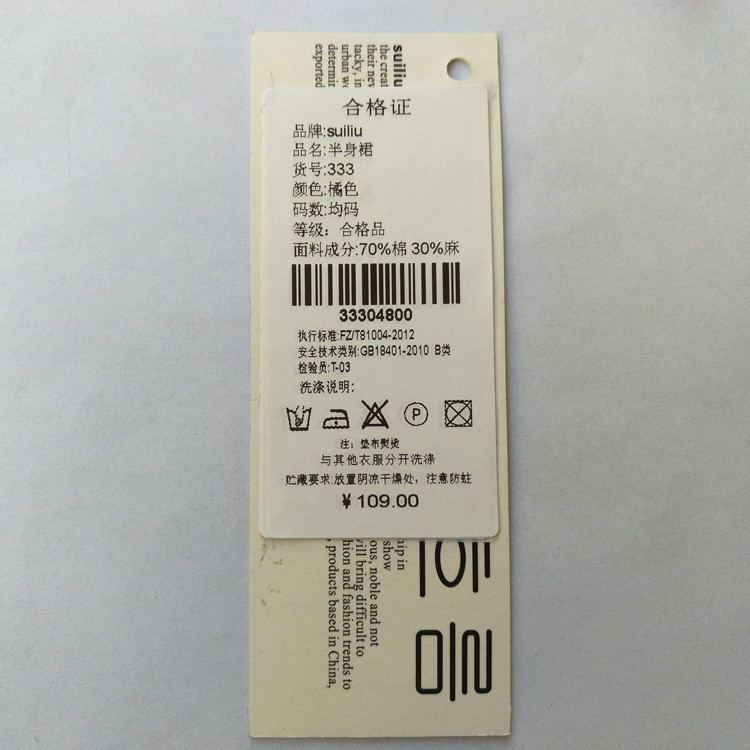 合格证
品牌:suiliu
品名:半身裙
货号:333
颜色:橘色
码数:均码
等级：合格品
面料成分:70%棉 30%麻
33304800
执行标准:FZ/T81004-2012
安全技术类别:GB18401-2010 B类
检验员:T-03
洗涤说明:
P
注：垫布熨烫
与其他衣服分开洗涤
贮藏要求:放置阴凉干燥处，注意防蛀
￥109.00
suiliu
the creat
their nev
tacky, in
urban w
determin
exported
hip in
show
ous, noble and not
will bring difficult to
hion and fashion trends to
, products based in China,